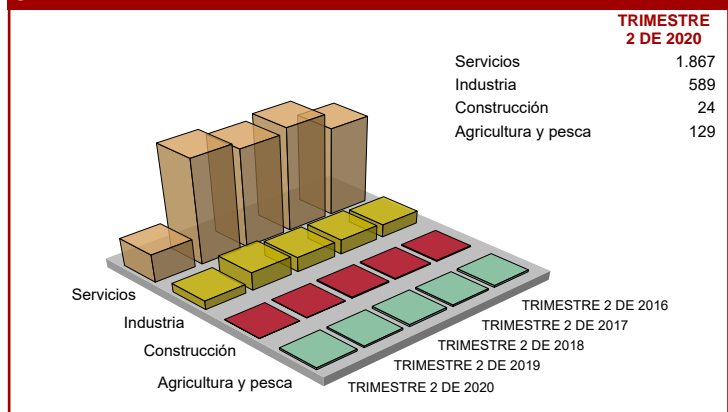 TRIMESTRE
2 DE 2020
Servicios 1.867
Industria 589
Construcción 24
Agricultura y pesca 129
Servicios
Industria
Construcción
Agricultura y pesca
TRIMESTRE 2 DE 2016
TRIMESTRE 2 DE 2017
TRIMESTRE 2 DE 2018
TRIMESTRE 2 DE 2019
TRIMESTRE 2 DE 2020